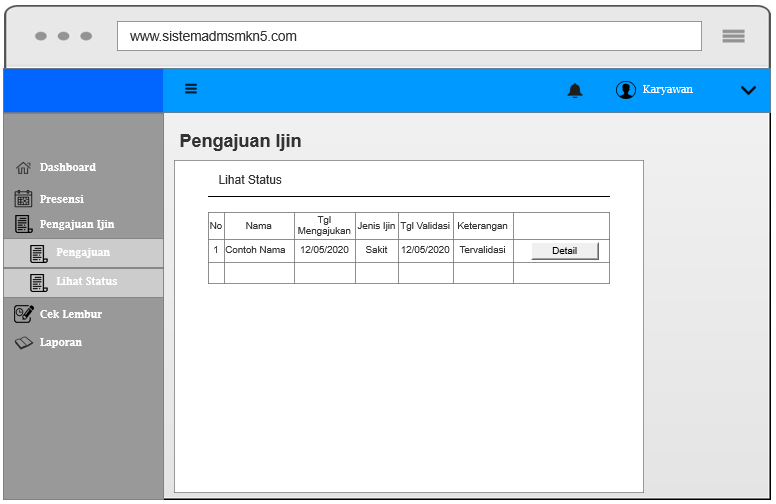 www.sistemadmsmkn5.com
Karyawan
Pengajuan Ijin
Dashboard
Presensi
Pengajuan Ijin
Pengajuan
Lihat Status
Cek Lembur
Laporan
Lihat Status
No Nama Tgl Mengajukan Jenis Ijin Tgl Validasi Keterangan
1 Contoh Nama 12/05/2020 Sakit 12/05/2020 Tervalidasi Detail